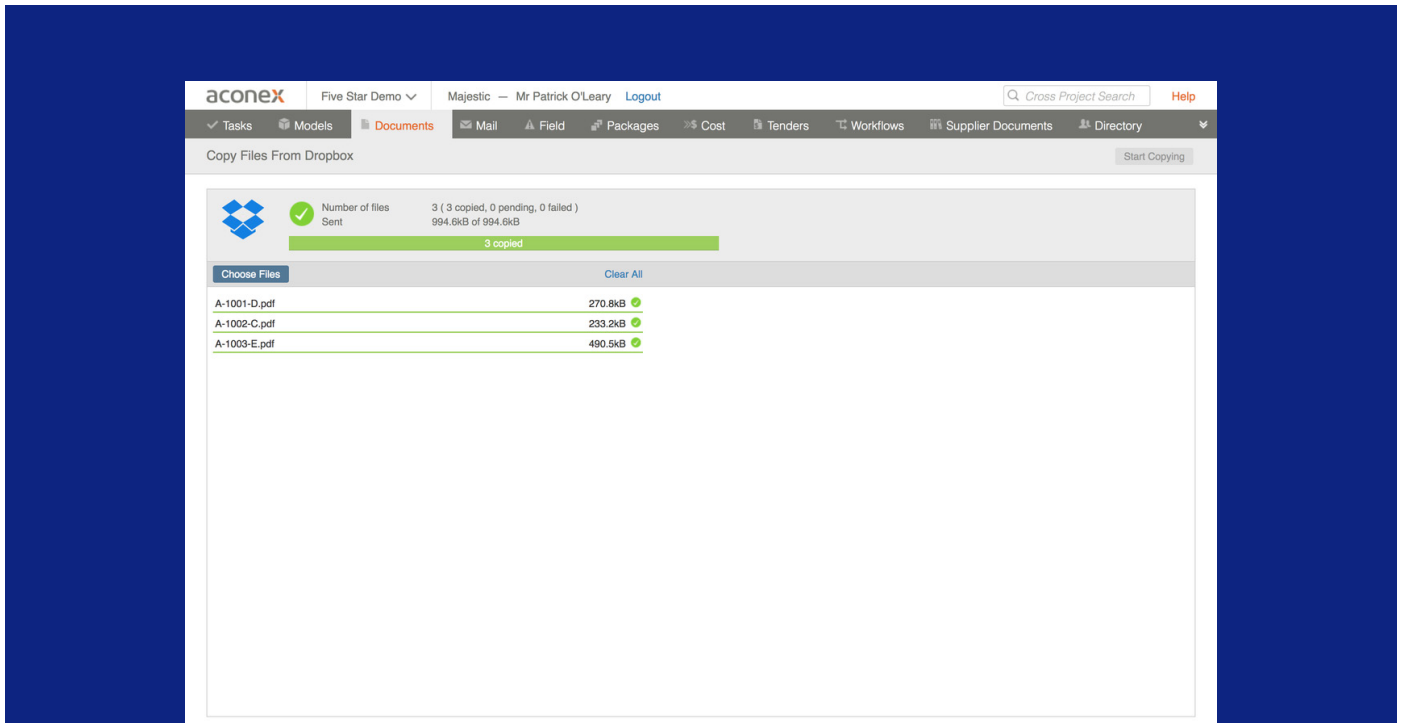 aconex Five Star Demo Majestic — Mr Patrick O'Leary Logout Cross Project Search Help
Tasks Models Documents Mail Field Packages Cost Tenders Workflows Supplier Documents Directory
Copy Files From Dropbox Start Copying
Number of files 3 ( 3 copied, 0 pending, 0 failed )
Sent 994.6kB of 994.6kB
3 copied
Choose Files Clear All
A-1001-D.pdf 270.8kB
A-1002-C.pdf 233.2kB
A-1003-E.pdf 490.5kB